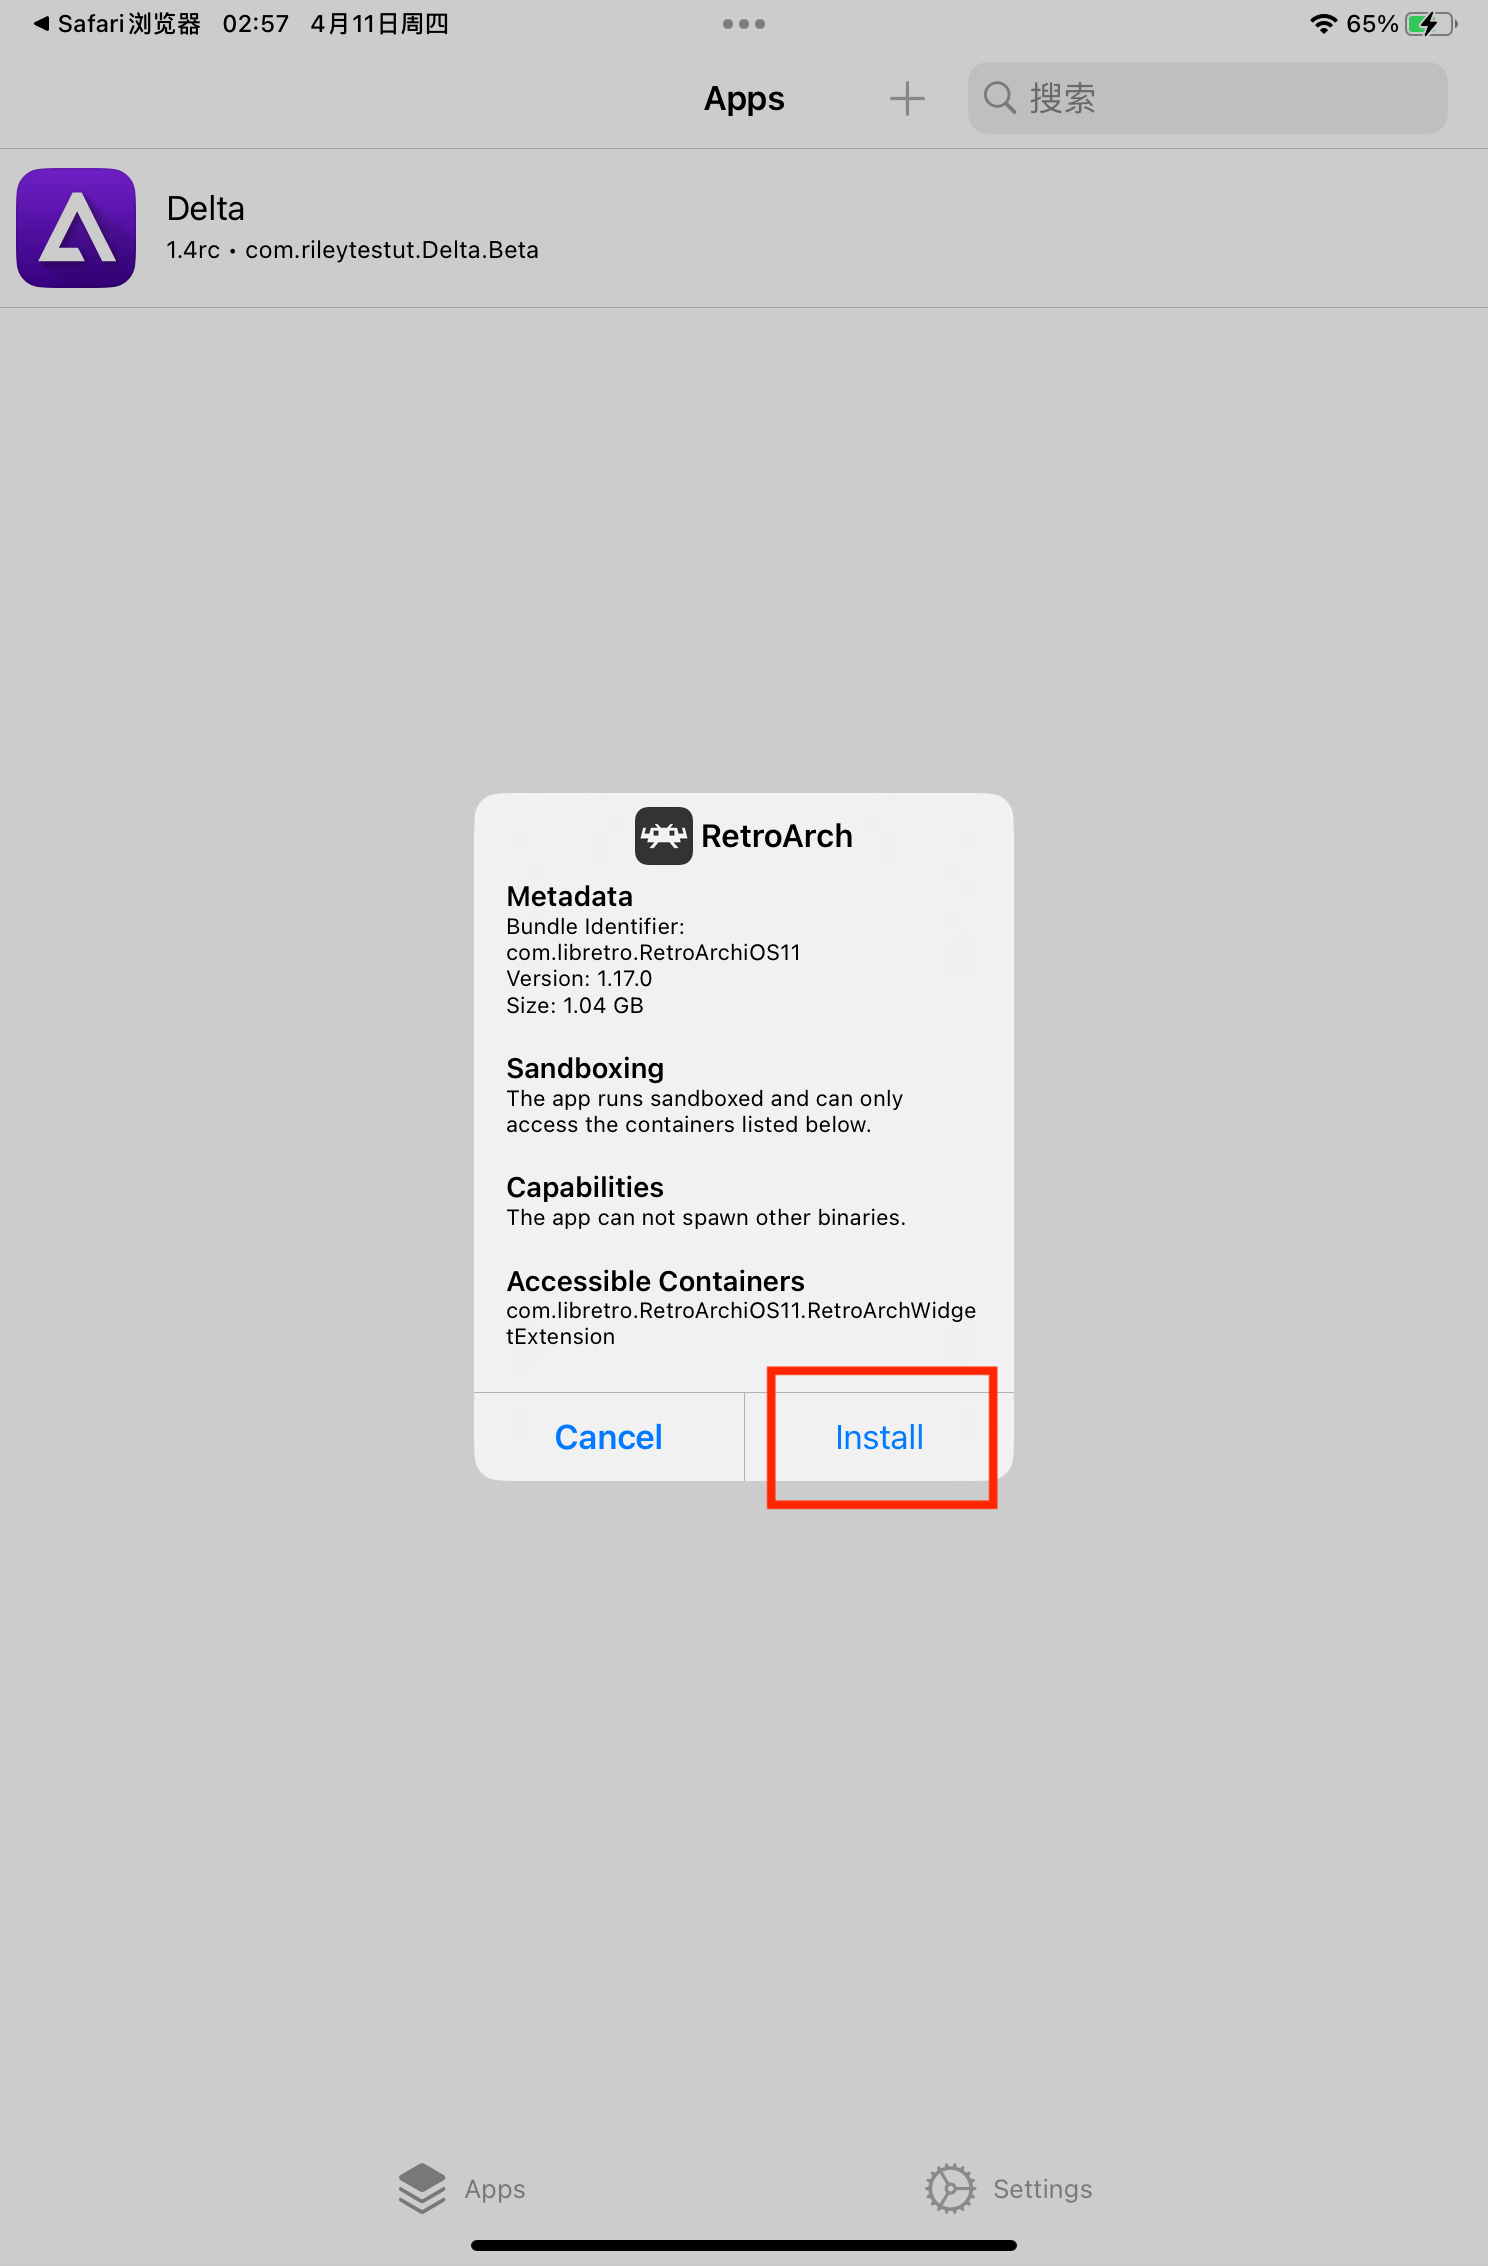 ◀ Safari浏览器 02:57 4月11日周四
65%
Apps
搜索
Delta
1.4rc • com.rileytestut.Delta.Beta
RetroArch
Metadata
Bundle Identifier:
com.libretro.RetroArchiOS11
Version: 1.17.0
Size: 1.04 GB
Sandboxing
The app runs sandboxed and can only
access the containers listed below.
Capabilities
The app can not spawn other binaries.
Accessible Containers
com.libretro.RetroArchiOS11.RetroArchWidge
tExtension
Cancel
Install
Apps
Settings